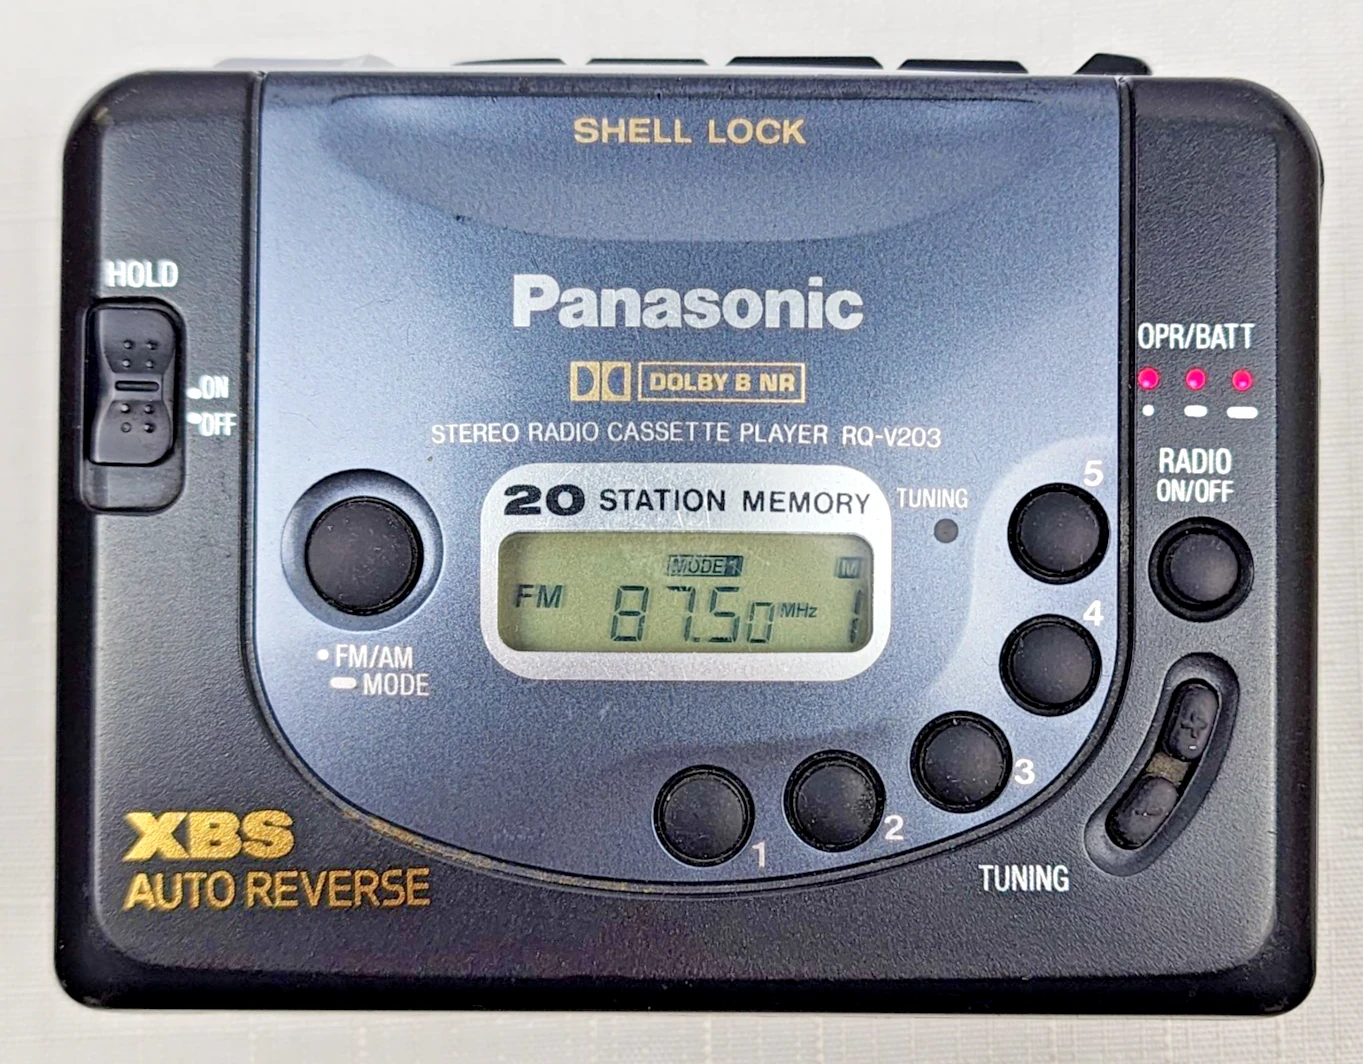 SHELL LOCK
HOLD
Panasonic
OPR/BATT
DOLBY B NR
ON
OFF
STEREO RADIO CASSETTE PLAYER RQ-V203
RADIO
ON/OFF
20 STATION MEMORY
TUNING
5
MODE 1 M
FM 87.50 MHz 1
4
• FM/AM
MODE
+
3
2
1
-
XBS
AUTO REVERSE
TUNING